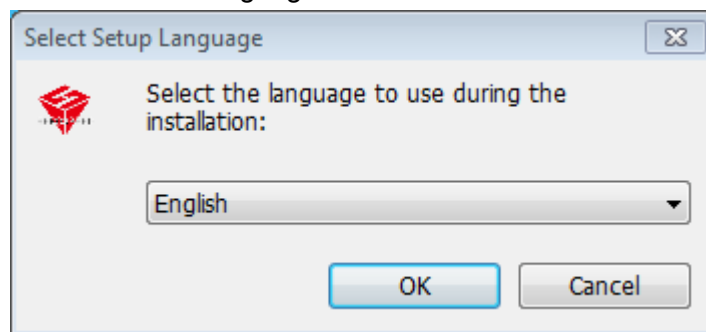 Select Setup Language
Select the language to use during the
installation:
English
OK
Cancel